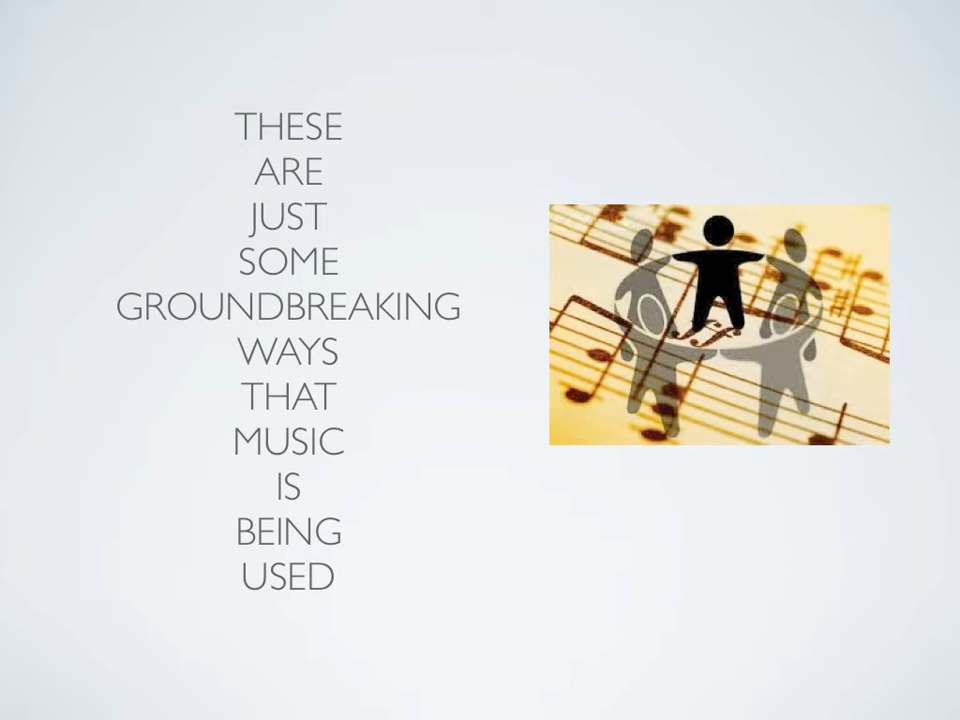 THESE
ARE
JUST
SOME
GROUNDBREAKING
WAYS
THAT
MUSIC
IS
BEING
USED